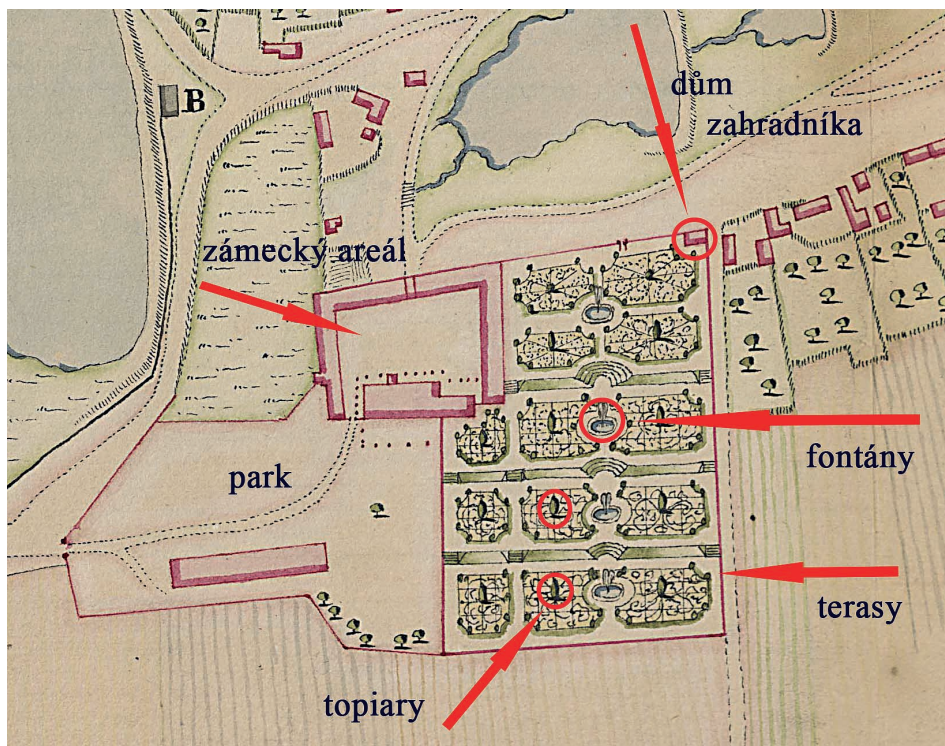 dům
zahradníka
B
zámecký areál
fontány
park
terasy
topiary